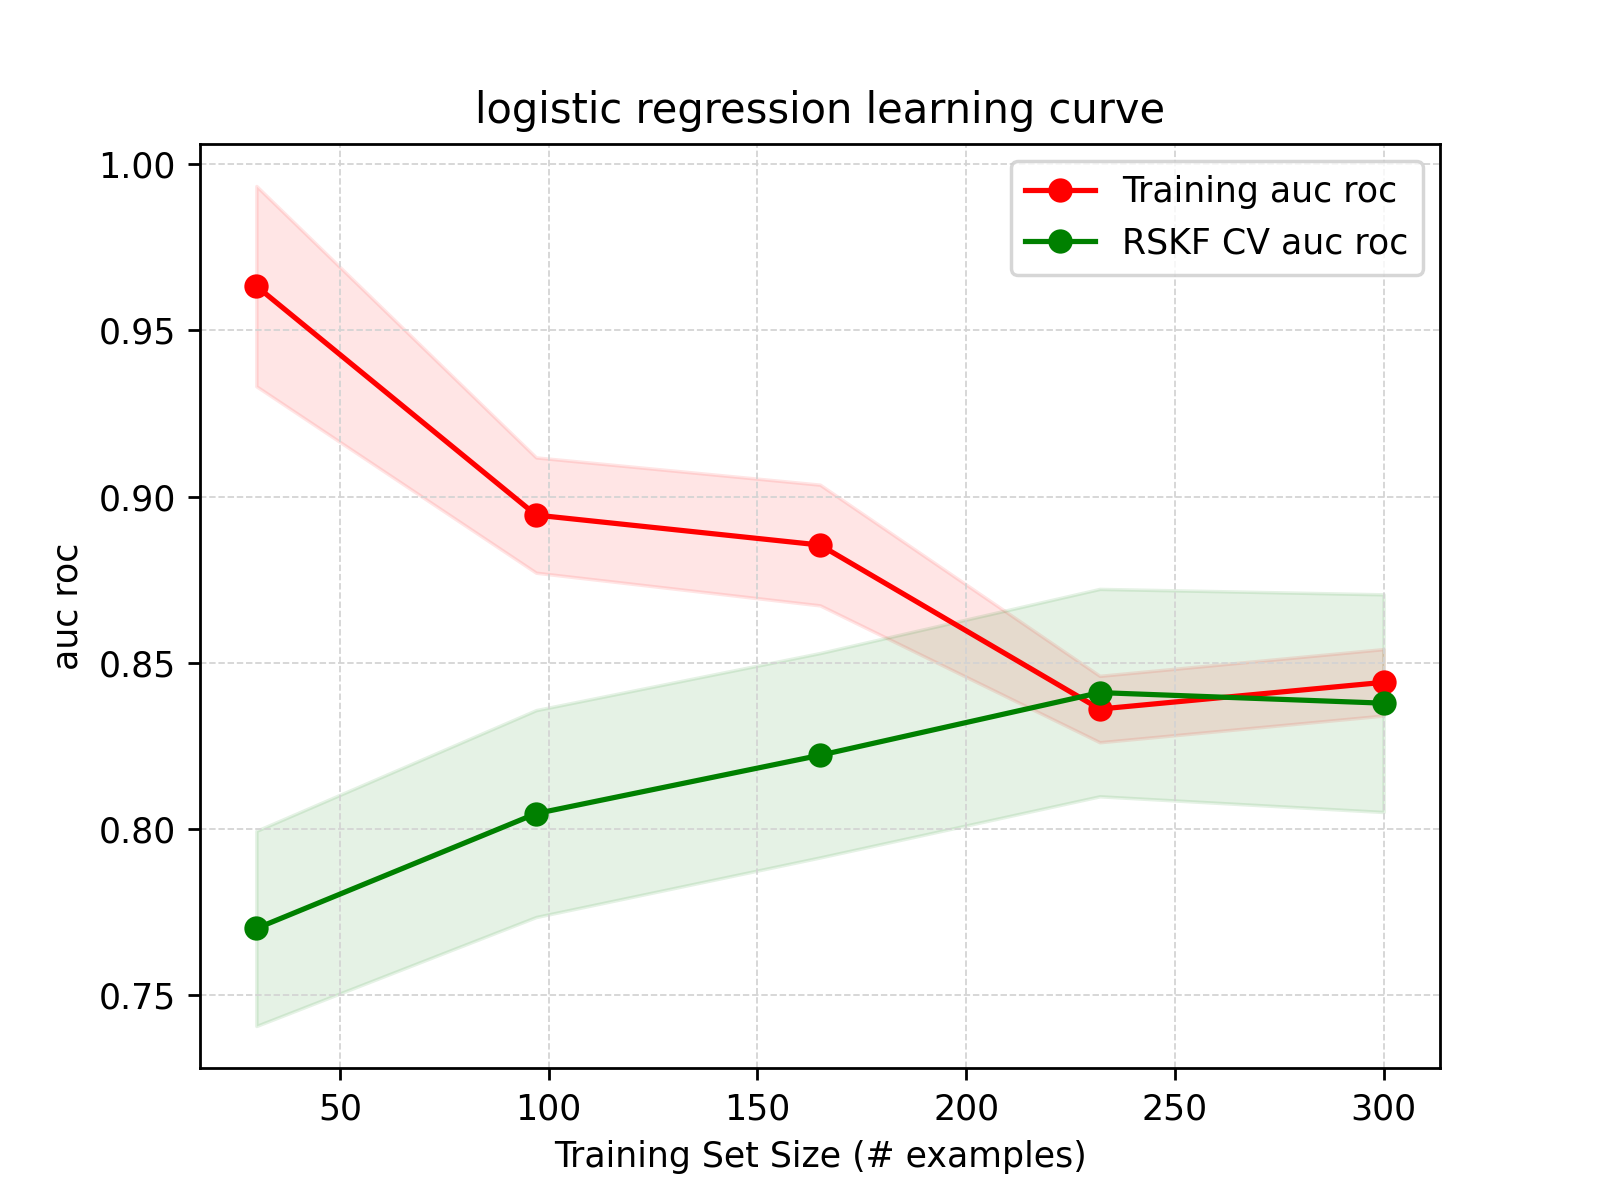 logistic regression learning curve
1.00
0.95
0.90
0.85
0.80
0.75
auc roc
Training auc roc
RSKF CV auc roc
50 100 150 200 250 300
Training Set Size (# examples)